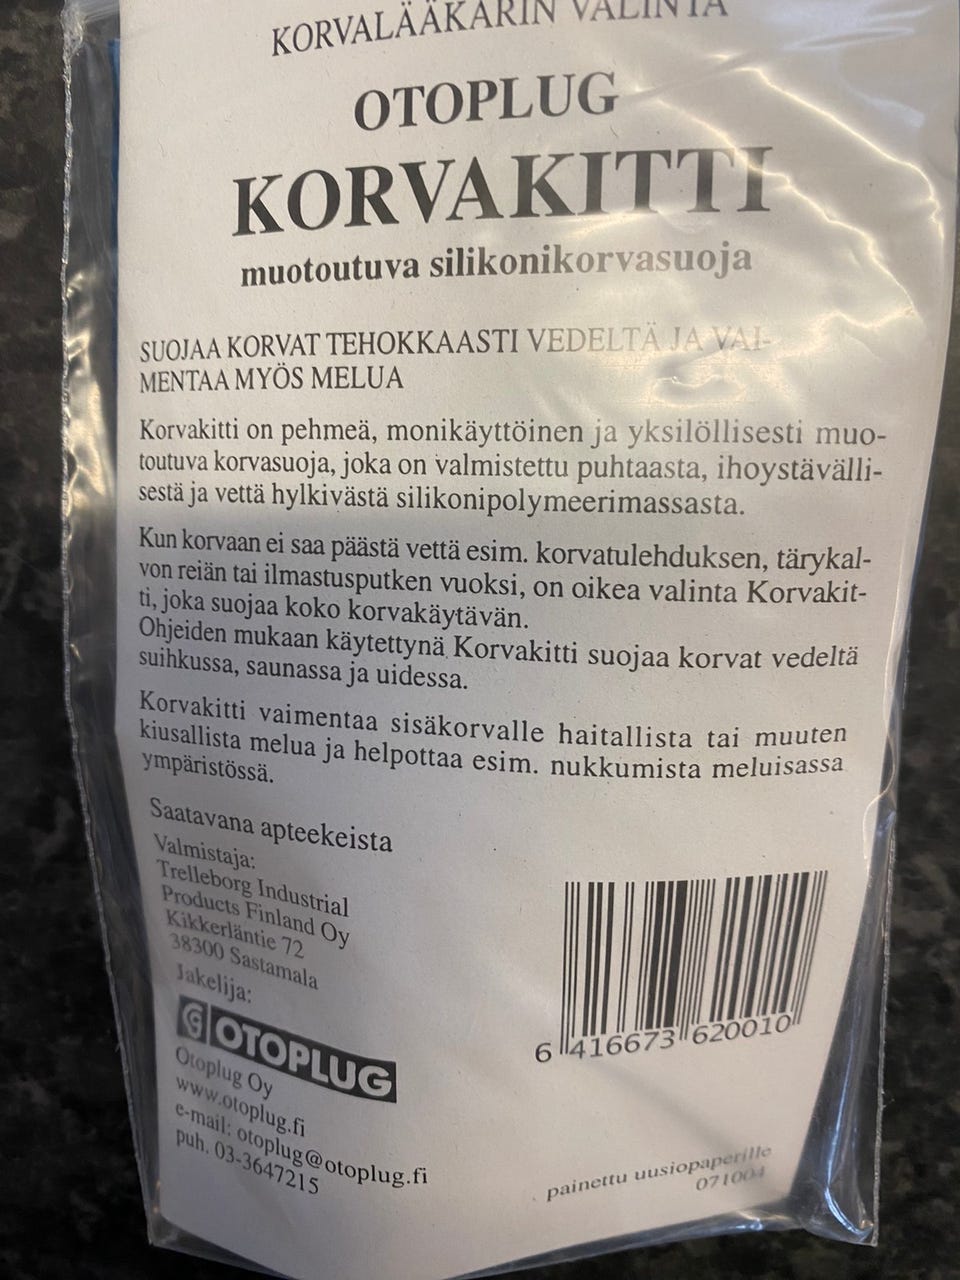 KORVALÄÄKÄRIN VALINTA
OTOPLUG
KORVAKITTI
muotoutuva silikonikorvasuoja
SUOJAA KORVAT TEHOKKAASTI VEDELTÄ JA VAI-
MENTAA MYÖS MELUA
Korvakitti on pehmeä, monikäyttöinen ja yksilöllisesti muo-
toutuva korvasuoja, joka on valmistettu puhtaasta, ihoystävälli-
sestä ja vettä hylkivästä silikonipolymeerimassasta.
Kun korvaan ei saa päästä vettä esim. korvatulehduksen, tärykal-
von reiän tai ilmastusputken vuoksi, on oikea valinta Korvakit-
ti, joka suojaa koko korvakäytävän.
Ohjeiden mukaan käytettynä Korvakitti suojaa korvat vedeltä
suihkussa, saunassa ja uidessa.
Korvakitti vaimentaa sisäkorvalle haitallista tai muuten
kiusallista melua ja helpottaa esim. nukkumista meluisassa
ympäristössä.
Saatavana apteekeista
Valmistaja:
Trelleborg Industrial
Products Finland Oy
Kikkerläntie 72
38300 Sastamala
Jakelija:
OTOPLUG
Otoplug Oy
www.otoplug.fi
e-mail: otoplug@otoplug.fi
puh. 03-3647215
6 416673 620010
painettu uusiopaperille
071004